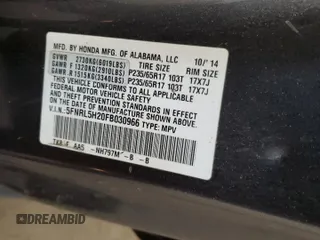 MFD. BY HONDA MFG. OF ALABAMA, LLC 10/'14
TIRE SIZE RIM SIZE
GVWR 2730KG(6019LBS)
GAWR F 1320KG(2910LBS) P235/65R17 103T 17X7J
GAWR R 1515KG(3340LBS) P235/65R17 103T 17X7J
THIS VEHICLE CONFORMS TO ALL APPLICABLE
FEDERAL MOTOR VEHICLE SAFETY AND THEFT PREVENTION
STANDARDS IN EFFECT ON THE DATE OF MANUFACTURE
SHOWN ABOVE.
V.I.N.:5FNRL5H20FB030966 TYPE: MPV
AA5 NH797M -B -B
DREAMBID
.COM